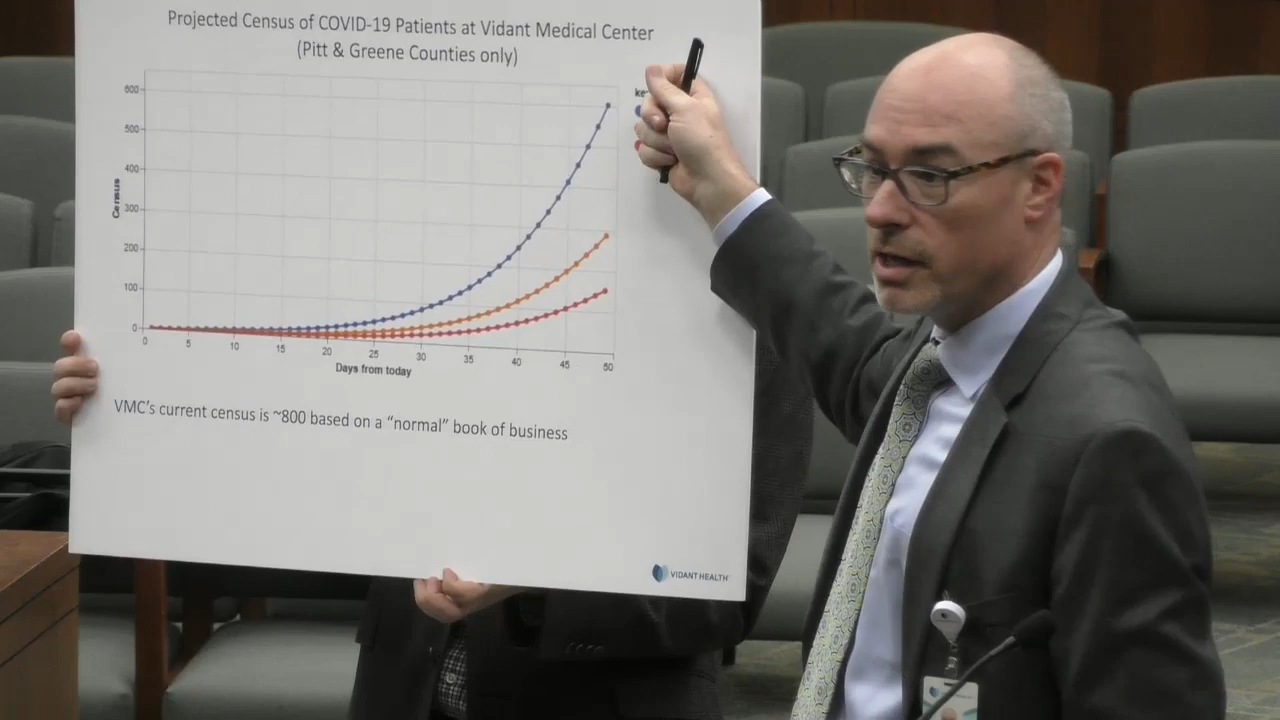 Projected Census of COVID-19 Patients at Vidant Medical Center
(Pitt & Greene Counties only)
600
500
400
300
200
100
0
Census
0 5 10 15 20 25 30 35 40 45 50
Days from today
VMC's current census is ~800 based on a "normal" book of business
VIDANT HEALTH